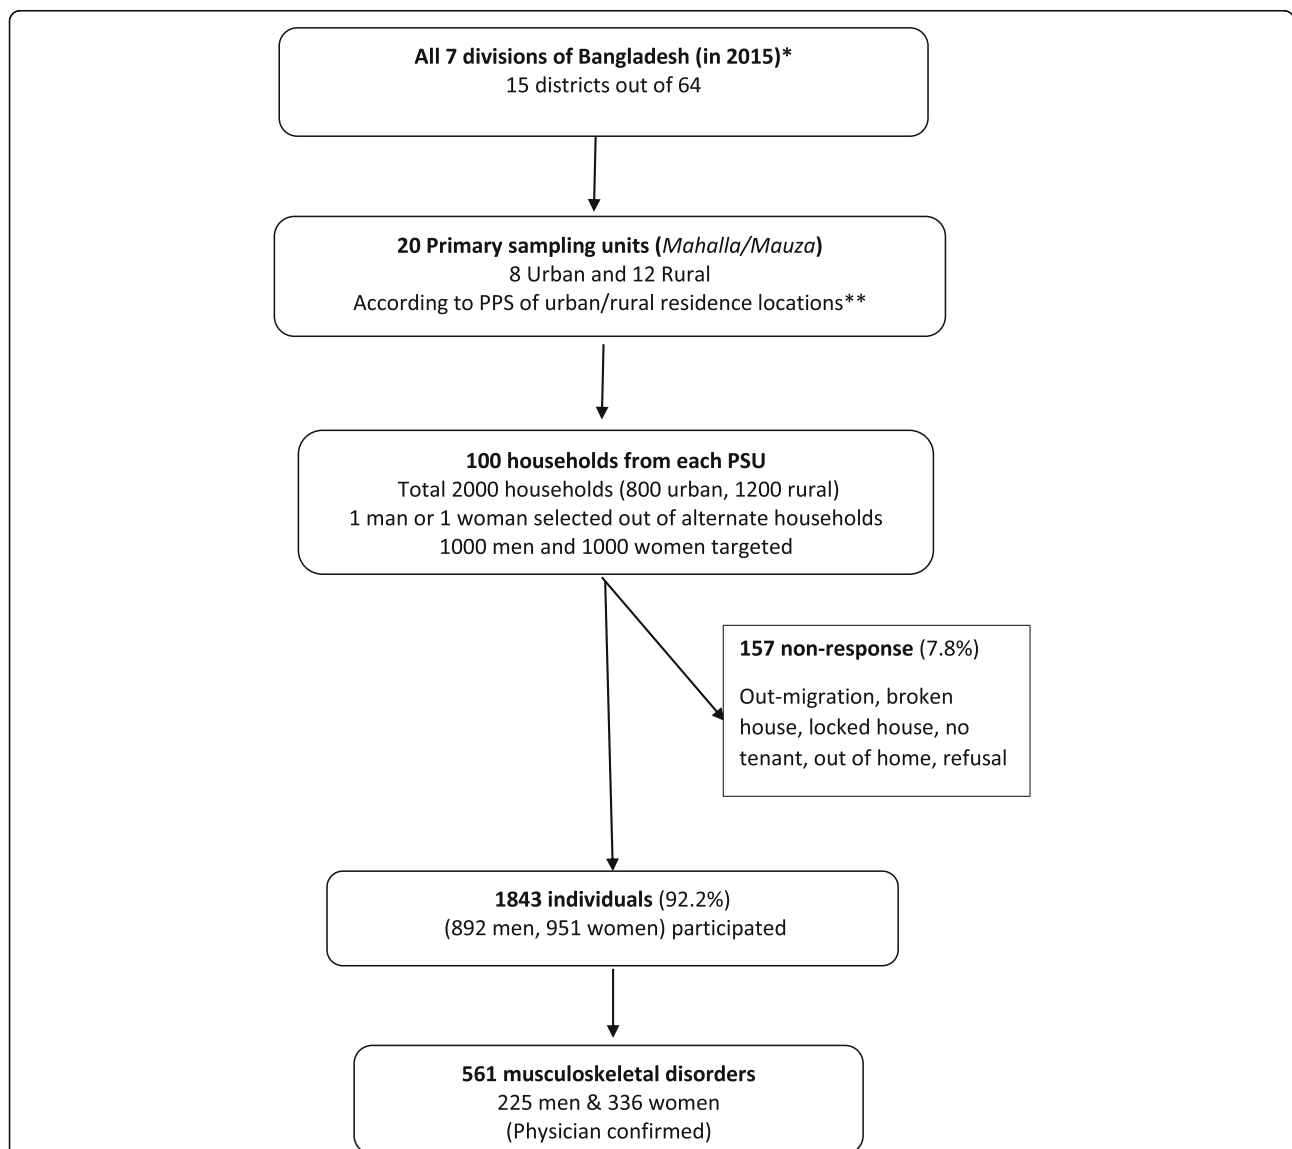 All 7 divisions of Bangladesh (in 2015)*
15 districts out of 64
20 Primary sampling units (Mahalla/Mauza)
8 Urban and 12 Rural
According to PPS of urban/rural residence locations**
100 households from each PSU
Total 2000 households (800 urban, 1200 rural)
1 man or 1 woman selected out of alternate households
1000 men and 1000 women targeted
157 non-response (7.8%)
Out-migration, broken
house, locked house, no
tenant, out of home, refusal
1843 individuals (92.2%)
(892 men, 951 women) participated
561 musculoskeletal disorders
225 men & 336 women
(Physician confirmed)